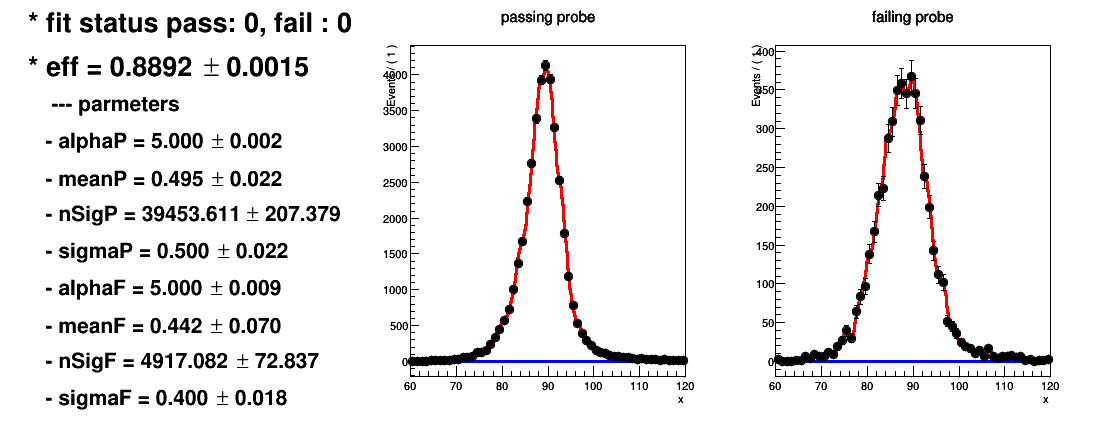 * fit status pass: 0, fail : 0
* eff = 0.8892 ± 0.0015
--- parmeters
- alphaP = 5.000 ± 0.002
- meanP = 0.495 ± 0.022
- nSigP = 39453.611 ± 207.379
- sigmaP = 0.500 ± 0.022
- alphaF = 5.000 ± 0.009
- meanF = 0.442 ± 0.070
- nSigF = 4917.082 ± 72.837
- sigmaF = 0.400 ± 0.018
passing probe
Events / ( 1 )
4000
3500
3000
2500
2000
1500
1000
500
0
60 70 80 90 100 110 120
x
failing probe
Events / ( 1 )
400
350
300
250
200
150
100
50
0
60 70 80 90 100 110 120
x